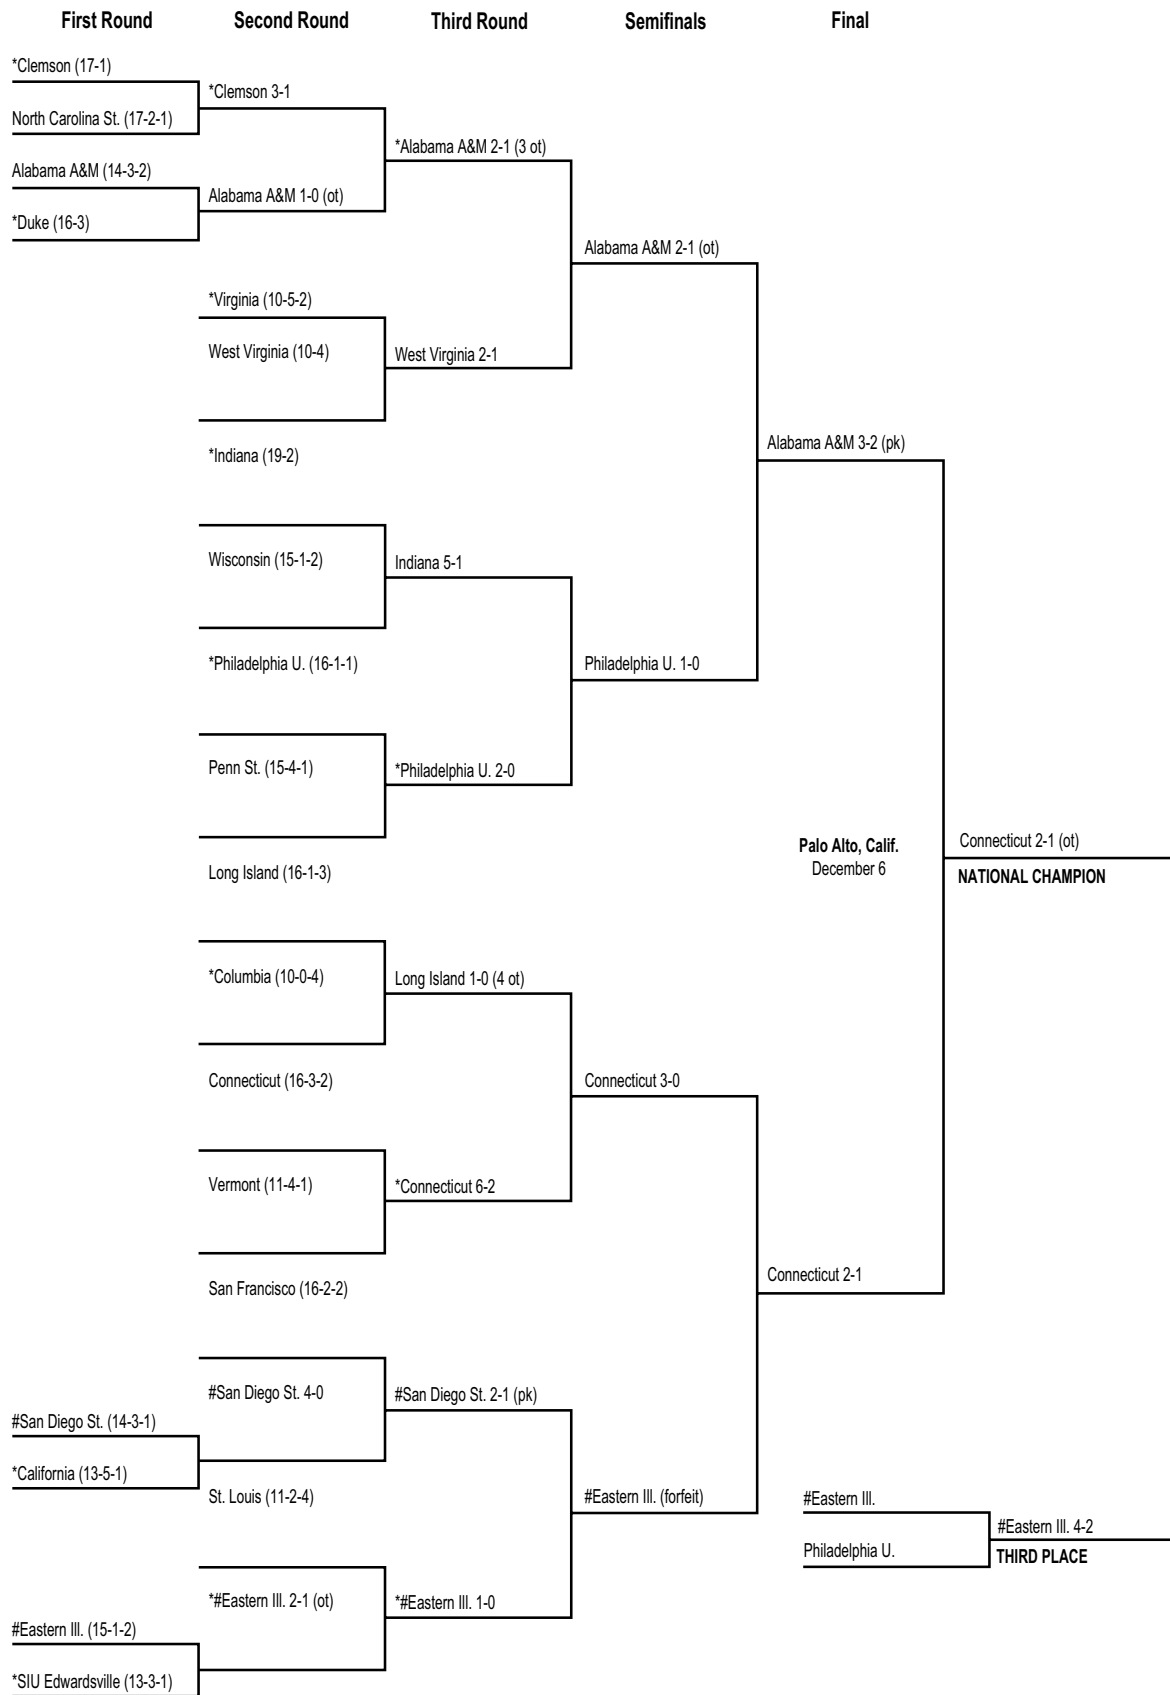 First Round
Second Round
Third Round
Semifinals
Final
*Clemson (17-1)
North Carolina St. (17-2-1)
Alabama A&M (14-3-2)
*Duke (16-3)
*Clemson 3-1
Alabama A&M 1-0 (ot)
*Alabama A&M 2-1 (3 ot)
*Virginia (10-5-2)
West Virginia (10-4)
West Virginia 2-1
Alabama A&M 2-1 (ot)
*Indiana (19-2)
Wisconsin (15-1-2)
Indiana 5-1
*Philadelphia U. (16-1-1)
Penn St. (15-4-1)
*Philadelphia U. 2-0
Philadelphia U. 1-0
Alabama A&M 3-2 (pk)
Long Island (16-1-3)
*Columbia (10-0-4)
Long Island 1-0 (4 ot)
Connecticut (16-3-2)
Vermont (11-4-1)
*Connecticut 6-2
Connecticut 3-0
San Francisco (16-2-2)
#San Diego St. 4-0
#San Diego St. 2-1 (pk)
#San Diego St. (14-3-1)
*California (13-5-1)
St. Louis (11-2-4)
*#Eastern Ill. 2-1 (ot)
*#Eastern Ill. 1-0
#Eastern Ill. (15-1-2)
*SIU Edwardsville (13-3-1)
#Eastern Ill. (forfeit)
Connecticut 2-1
Palo Alto, Calif.
December 6
Connecticut 2-1 (ot)
NATIONAL CHAMPION
#Eastern Ill.
Philadelphia U.
#Eastern Ill. 4-2
THIRD PLACE